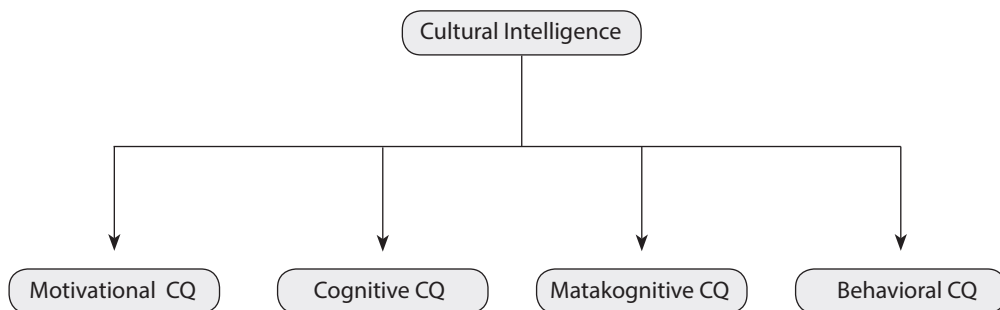 Cultural Intelligence
Motivational CQ
Cognitive CQ
Matakognitive CQ
Behavioral CQ